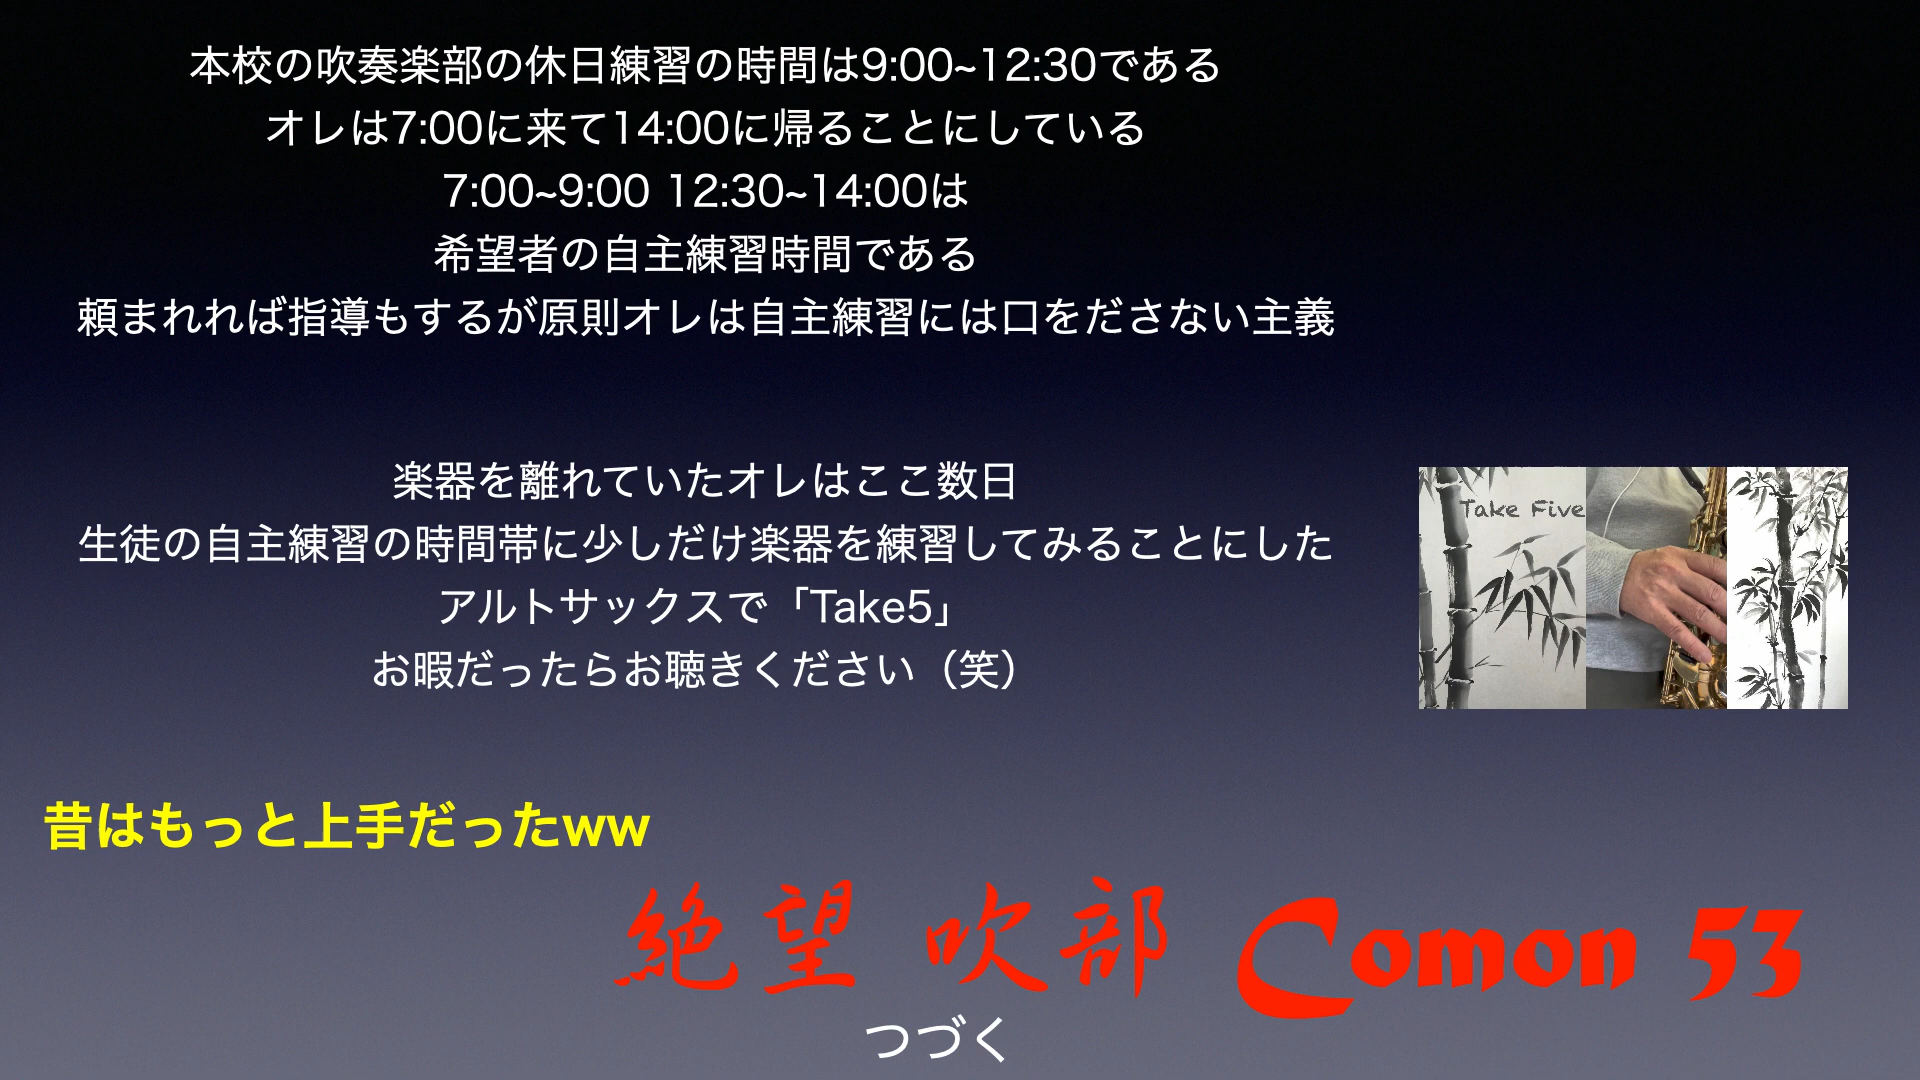 本校の吹奏楽部の休日練習の時間は9:00~12:30である
オレは7:00に来て14:00に帰ることにしている
7:00~9:00 12:30~14:00は
希望者の自主練習時間である
頼まれれば指導もするが原則オレは自主練習には口をださない主義
楽器を離れていたオレはここ数日
生徒の自主練習の時間帯に少しだけ楽器を練習してみることにした
アルトサックスで「Take5」
お暇だったらお聴きください（笑）
Take Five
昔はもっと上手だったww
絶望 吹部 Comon 53
つづく